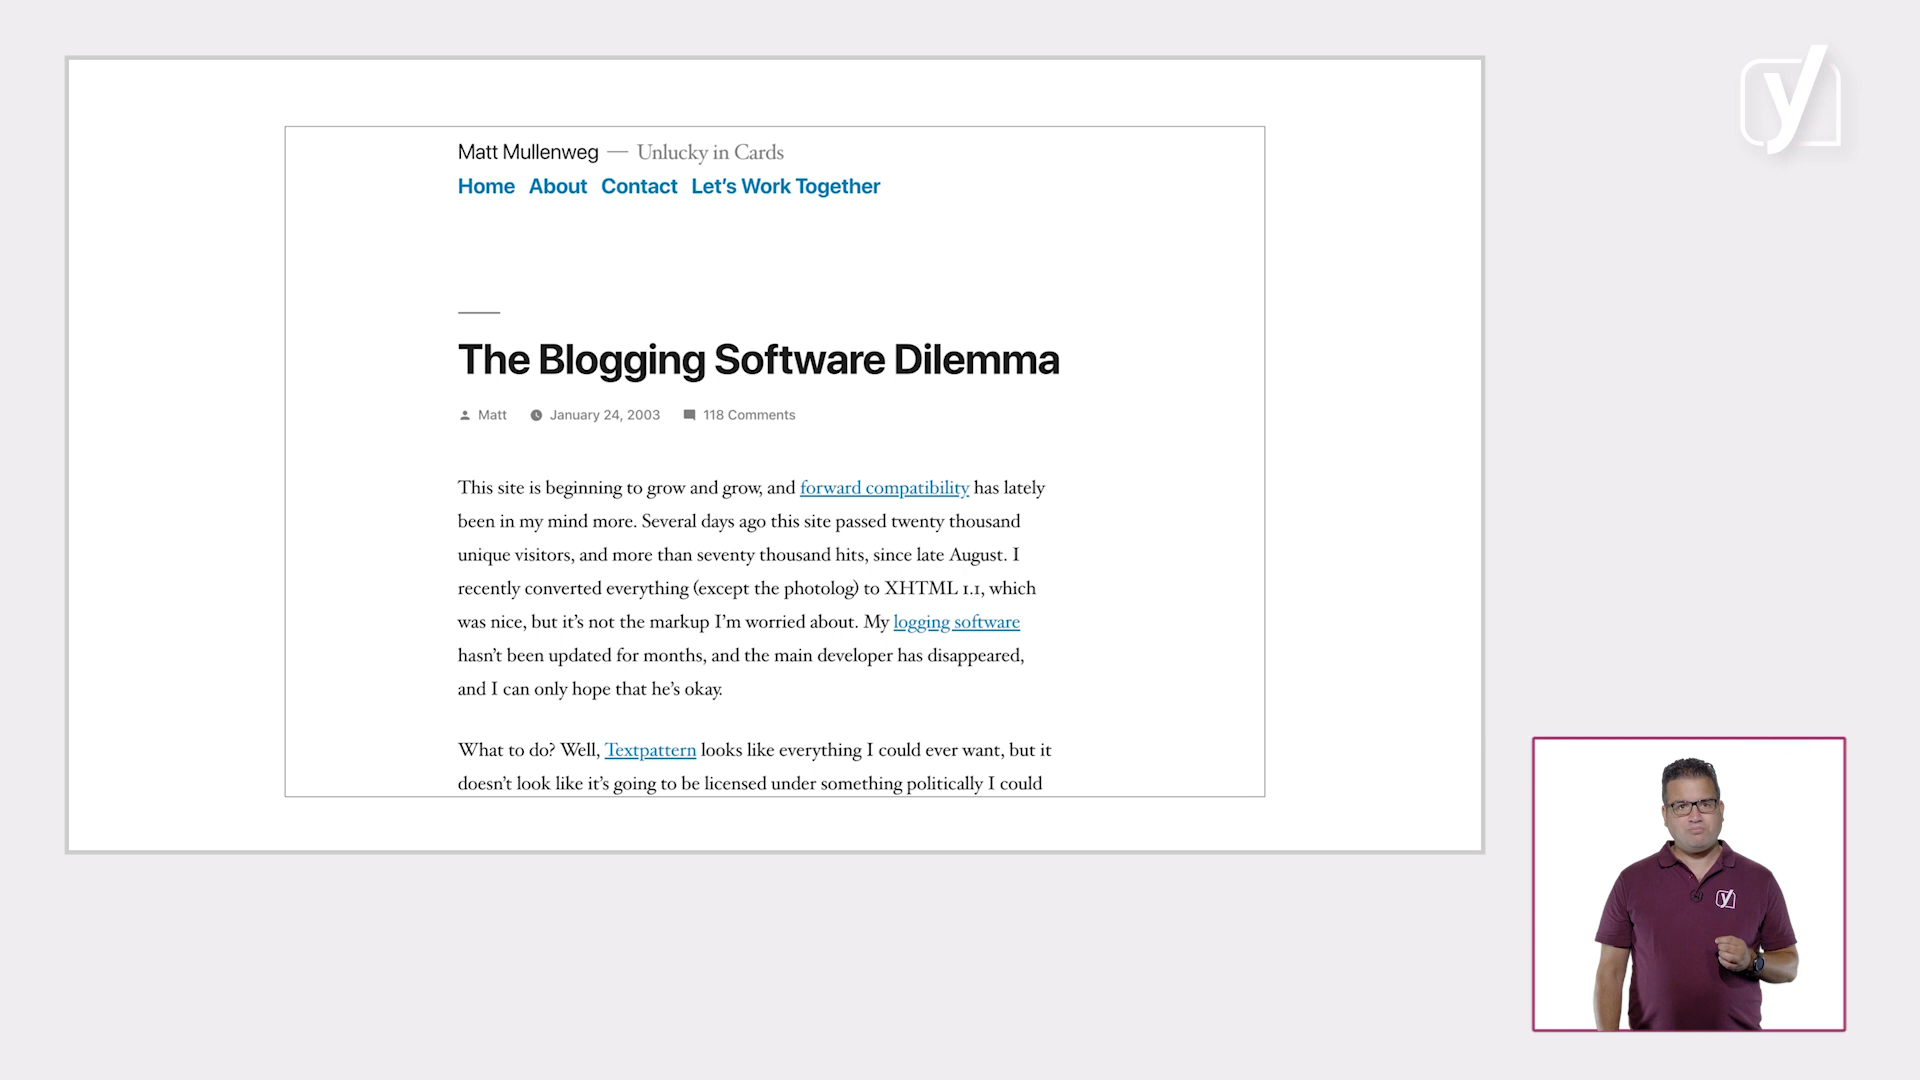 Matt Mullenweg — Unlucky in Cards
Home About Contact Let's Work Together
The Blogging Software Dilemma
Matt January 24, 2003 118 Comments
This site is beginning to grow and grow, and forward compatibility has lately
been in my mind more. Several days ago this site passed twenty thousand
unique visitors, and more than seventy thousand hits, since late August. I
recently converted everything (except the photolog) to XHTML 1.1, which
was nice, but it's not the markup I'm worried about. My logging software
hasn't been updated for months, and the main developer has disappeared,
and I can only hope that he's okay.
What to do? Well, Textpattern looks like everything I could ever want, but it
doesn't look like it's going to be licensed under something politically I could
y
y